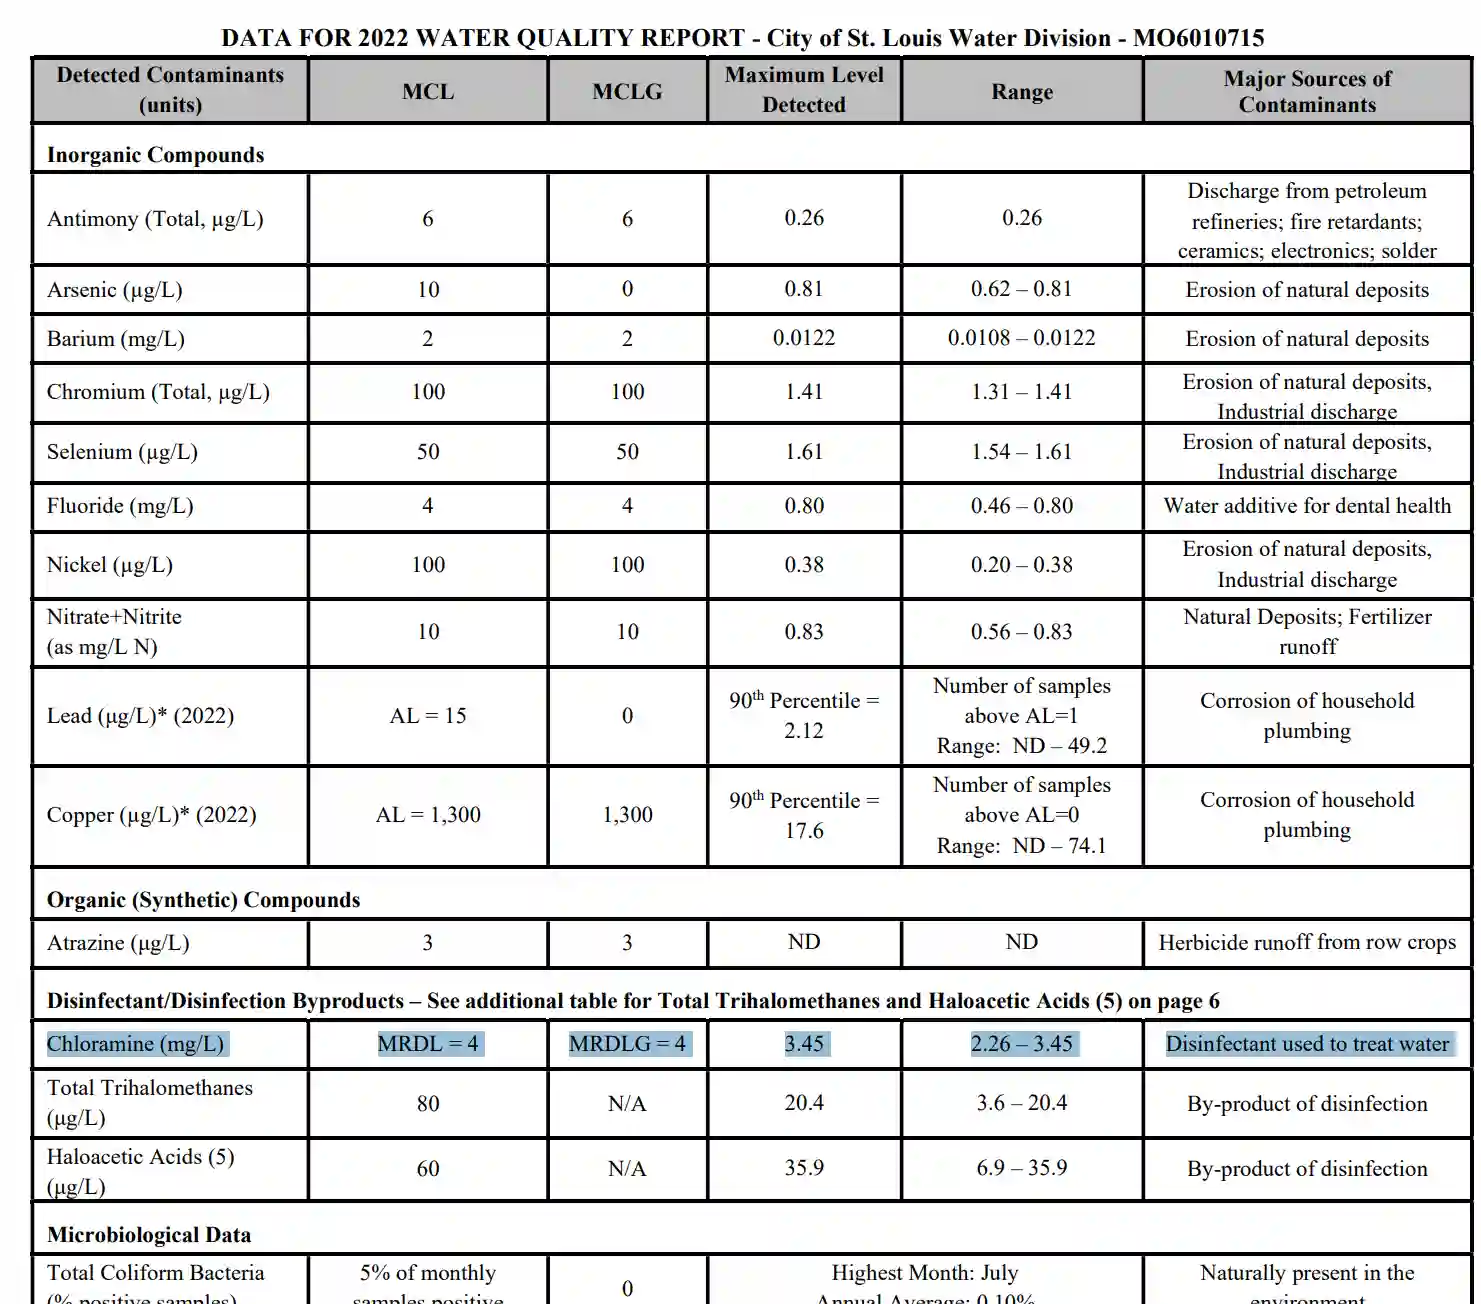 DATA FOR 2022 WATER QUALITY REPORT - City of St. Louis Water Division - MO6010715
Detected Contaminants (units) MCL MCLG Maximum Level Detected Range Major Sources of Contaminants
Inorganic Compounds
Antimony (Total, µg/L) 6 6 0.26 0.26 Discharge from petroleum refineries; fire retardants; ceramics; electronics; solder
Arsenic (µg/L) 10 0 0.81 0.62 – 0.81 Erosion of natural deposits
Barium (mg/L) 2 2 0.0122 0.0108 – 0.0122 Erosion of natural deposits
Chromium (Total, µg/L) 100 100 1.41 1.31 – 1.41 Erosion of natural deposits, Industrial discharge
Selenium (µg/L) 50 50 1.61 1.54 – 1.61 Erosion of natural deposits, Industrial discharge
Fluoride (mg/L) 4 4 0.80 0.46 – 0.80 Water additive for dental health
Nickel (µg/L) 100 100 0.38 0.20 – 0.38 Erosion of natural deposits, Industrial discharge
Nitrate+Nitrite (as mg/L N) 10 10 0.83 0.56 – 0.83 Natural Deposits; Fertilizer runoff
Lead (µg/L)* (2022) AL = 15 0 90th Percentile = 2.12 Number of samples above AL=1 Range: ND – 49.2 Corrosion of household plumbing
Copper (µg/L)* (2022) AL = 1,300 1,300 90th Percentile = 17.6 Number of samples above AL=0 Range: ND – 74.1 Corrosion of household plumbing
Organic (Synthetic) Compounds
Atrazine (µg/L) 3 3 ND ND Herbicide runoff from row crops
Disinfectant/Disinfection Byproducts – See additional table for Total Trihalomethanes and Haloacetic Acids (5) on page 6
Chloramine (mg/L) MRDL = 4 MRDLG = 4 3.45 2.26 – 3.45 Disinfectant used to treat water
Total Trihalomethanes (µg/L) 80 N/A 20.4 3.6 – 20.4 By-product of disinfection
Haloacetic Acids (5) (µg/L) 60 N/A 35.9 6.9 – 35.9 By-product of disinfection
Microbiological Data
Total Coliform Bacteria (% positive samples) 5% of monthly samples positive 0 Highest Month: July Annual Average: 0.10% Naturally present in the environment